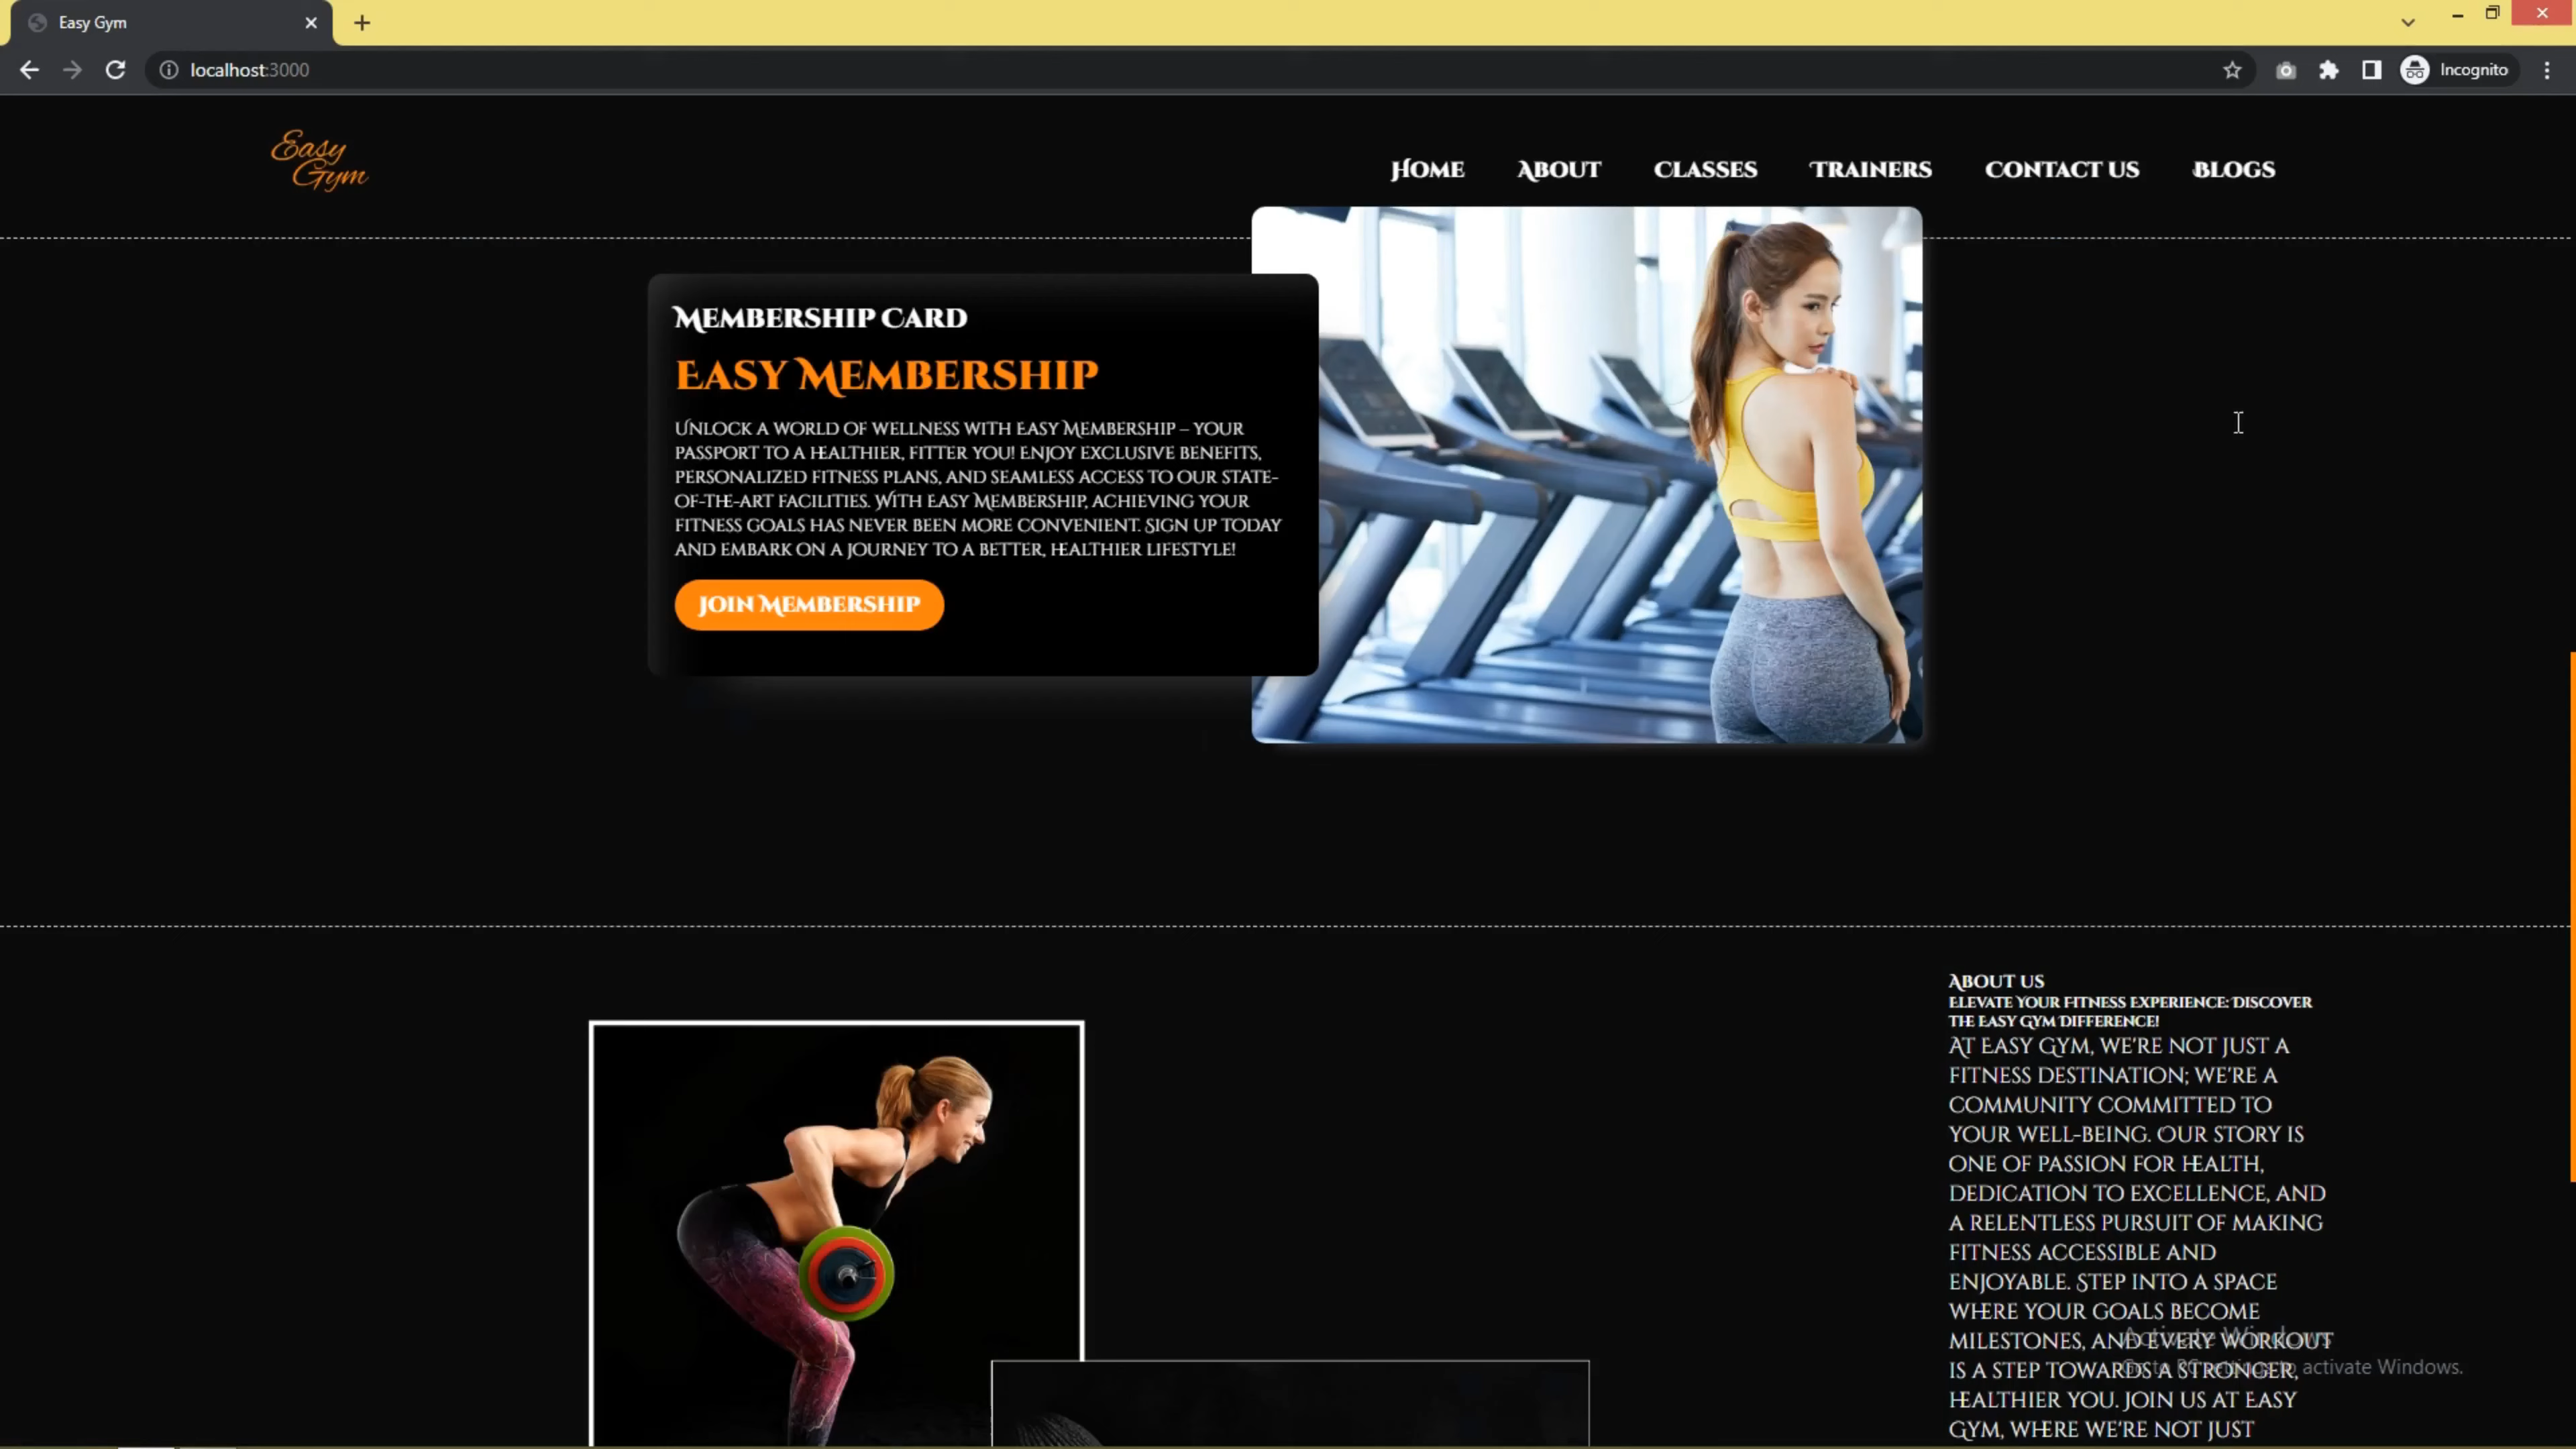 Easy Gym
localhost:3000
Incognito
Easy
Gym
Home About Classes Trainers Contact us Blogs
Membership Card
Easy Membership
Unlock a world of wellness with Easy Membership – your
passport to a healthier, fitter you! Enjoy exclusive benefits,
personalized fitness plans, and seamless access to our state-
of-the-art facilities. With Easy Membership, achieving your
fitness goals has never been more convenient. Sign up today
and embark on a journey to a better, healthier lifestyle!
Join Membership
About us
Elevate Your Fitness Experience: Discover
the Easy Gym Difference!
At Easy Gym, we're not just a
fitness destination; we're a
community committed to
your well-being. Our story is
one of passion for health,
dedication to excellence, and
a relentless pursuit of making
fitness accessible and
enjoyable. Step into a space
where your goals become
milestones, and every workout
is a step towards a stronger,
healthier you. Join us at Easy
Gym, where we're not just
Activate Windows
Go to PC settings to activate Windows.